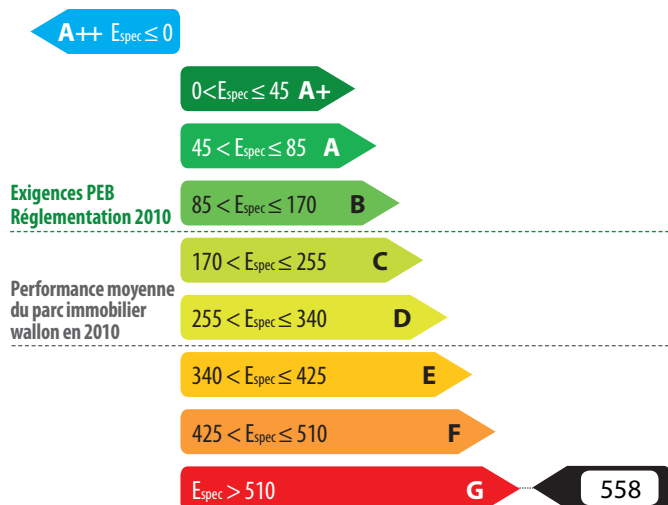 A++ Espec ≤ 0
0<Espec ≤ 45 A+
45 < Espec ≤ 85 A
Exigences PEB
Réglementation 2010
85 < Espec ≤ 170 B
170 < Espec ≤ 255 C
Performance moyenne
du parc immobilier
wallon en 2010
255 < Espec ≤ 340 D
340 < Espec ≤ 425 E
425 < Espec ≤ 510 F
Espec > 510 G 558